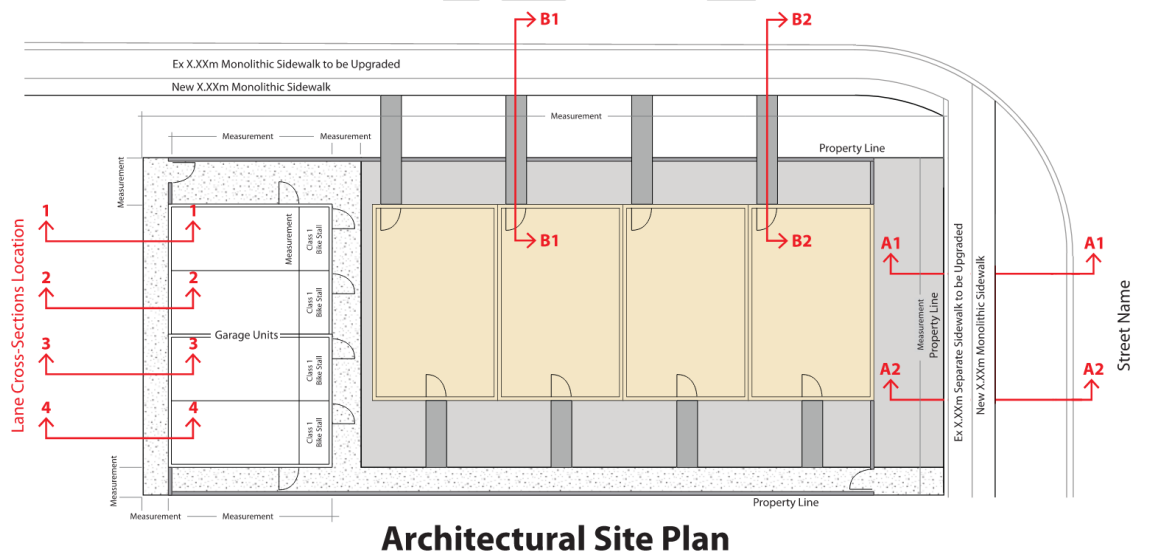 B1
B2
Ex X.XXm Monolithic Sidewalk to be Upgraded
New X.XXm Monolithic Sidewalk
Measurement
Measurement
Measurement
Property Line
Measurement
Lane Cross-Sections Location
1
1
2
2
3
3
4
4
Measurement
Class 1
Bike Stall
Class 1
Bike Stall
Garage Units
Class 1
Bike Stall
Class 1
Bike Stall
B1
B2
A1
A1
A2
A2
Measurement
Property Line
Ex X.XXm Separate Sidewalk to be Upgraded
New X.XXm Monolithic Sidewalk
Street Name
Measurement
Property Line
Measurement
Measurement
Architectural Site Plan